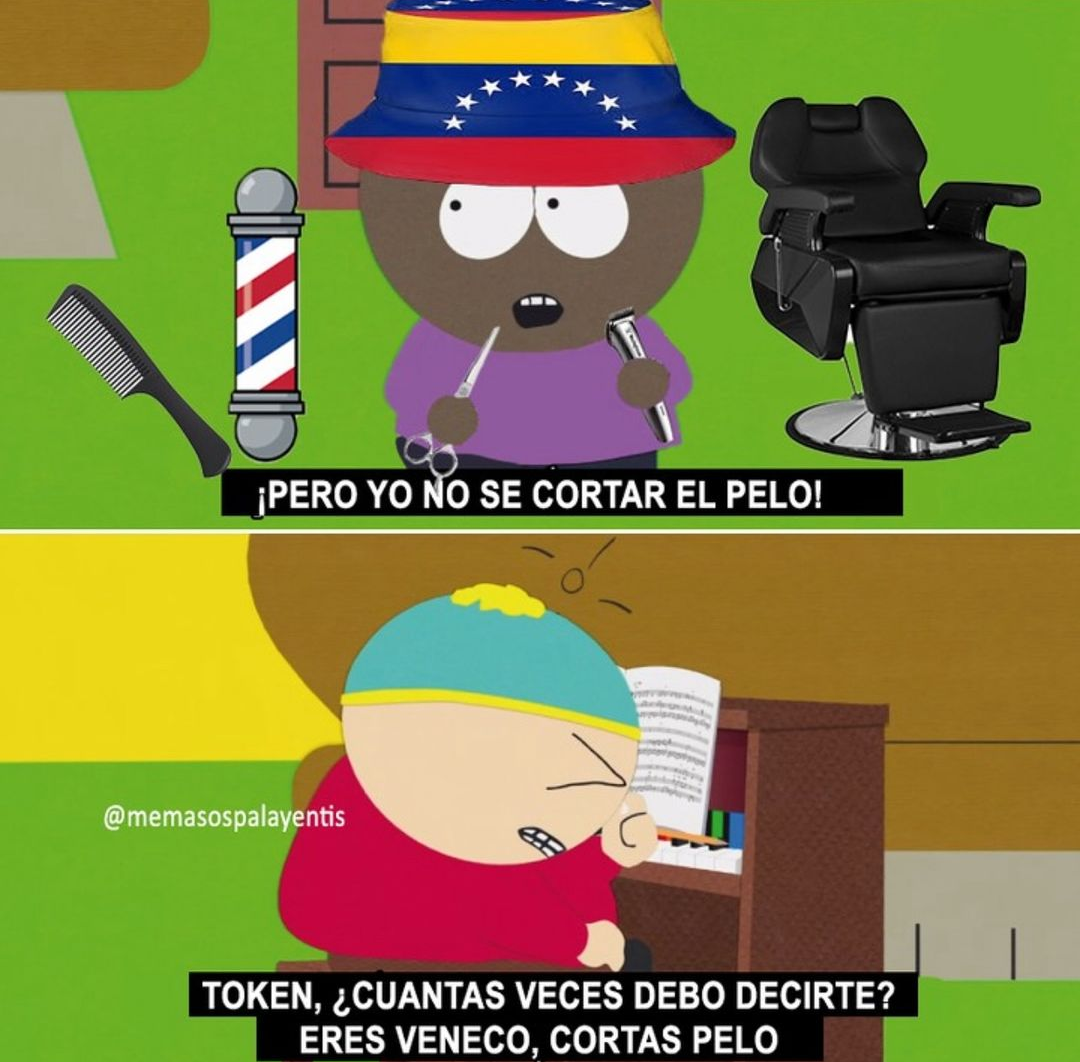 ¡PERO YO NO SE CORTAR EL PELO!
@memasospalayentis
TOKEN, ¿CUANTAS VECES DEBO DECIRTE?
ERES VENECO, CORTAS PELO